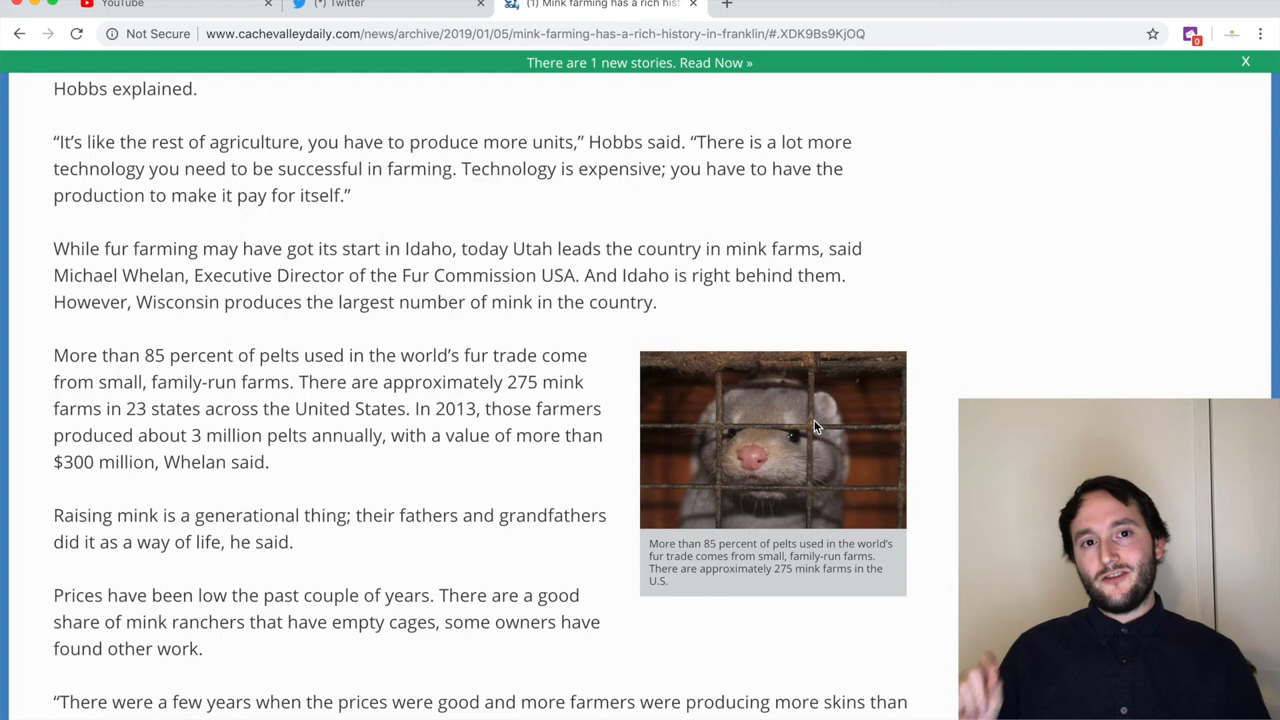 YouTube
(*) Twitter
(1) Mink farming has a rich hist
Not Secure
www.cachevalleydaily.com/news/archive/2019/01/05/mink-farming-has-a-rich-history-in-franklin/#.XDK9Bs9KjOQ
0
There are 1 new stories. Read Now »
X
Hobbs explained.
“It’s like the rest of agriculture, you have to produce more units,” Hobbs said. “There is a lot more
technology you need to be successful in farming. Technology is expensive; you have to have the
production to make it pay for itself.”
While fur farming may have got its start in Idaho, today Utah leads the country in mink farms, said
Michael Whelan, Executive Director of the Fur Commission USA. And Idaho is right behind them.
However, Wisconsin produces the largest number of mink in the country.
More than 85 percent of pelts used in the world’s fur trade come
from small, family-run farms. There are approximately 275 mink
farms in 23 states across the United States. In 2013, those farmers
produced about 3 million pelts annually, with a value of more than
$300 million, Whelan said.
More than 85 percent of pelts used in the world’s
fur trade comes from small, family-run farms.
There are approximately 275 mink farms in the
U.S.
Raising mink is a generational thing; their fathers and grandfathers
did it as a way of life, he said.
Prices have been low the past couple of years. There are a good
share of mink ranchers that have empty cages, some owners have
found other work.
“There were a few years when the prices were good and more farmers were producing more skins than